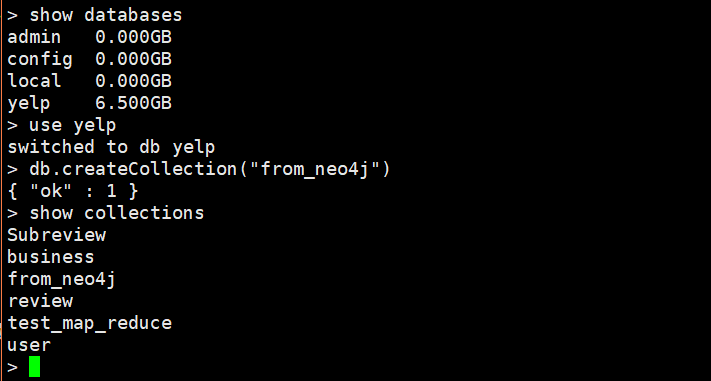 > show databases
admin   0.000GB
config  0.000GB
local   0.000GB
yelp    6.500GB
> use yelp
switched to db yelp
> db.createCollection("from_neo4j")
{ "ok" : 1 }
> show collections
Subreview
business
from_neo4j
review
test_map_reduce
user
>